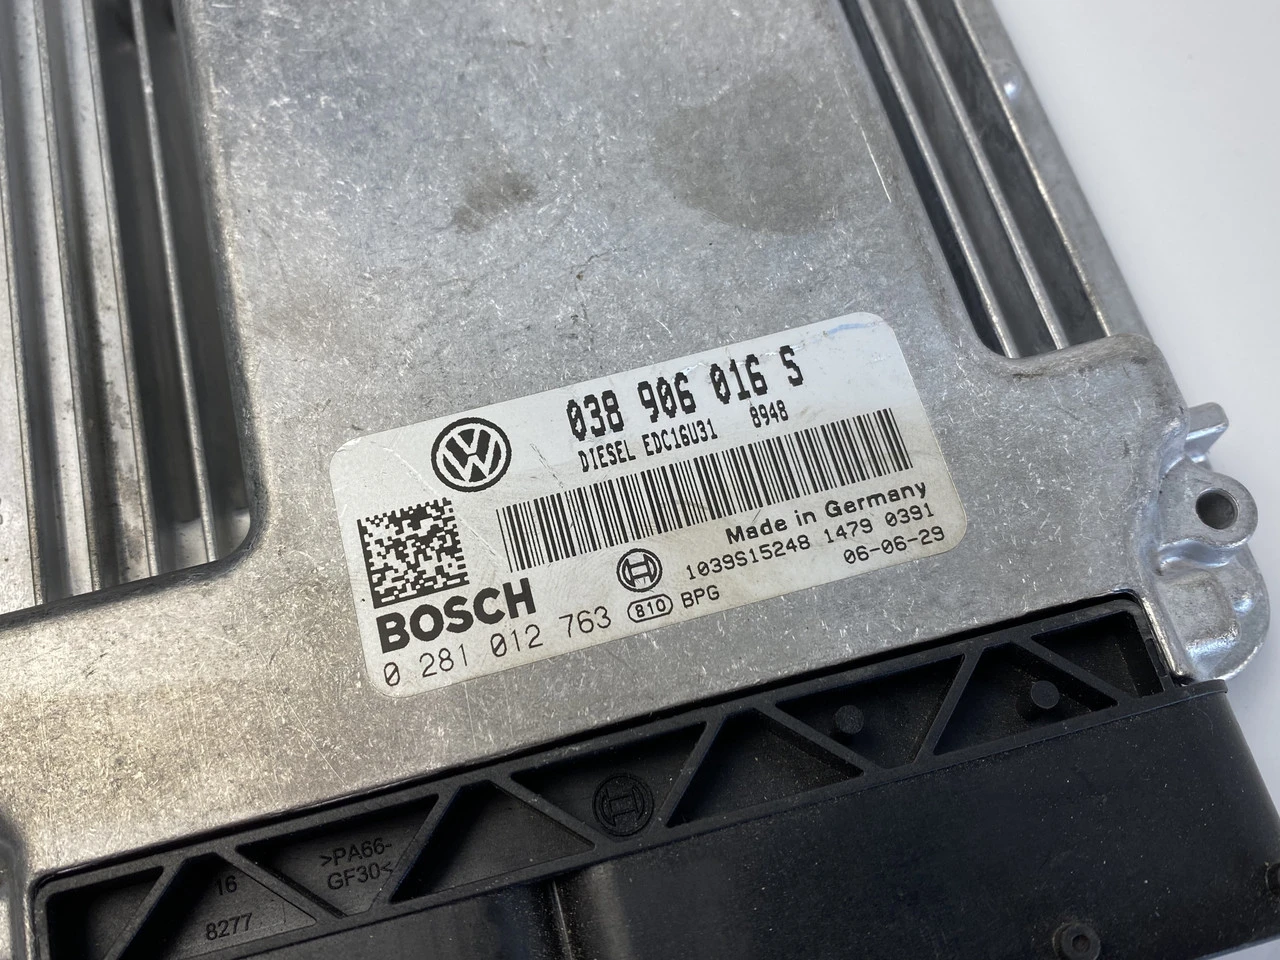 038 906 016 S
DIESEL EDC16U31 8948
Made in Germany
1039S15248 1479 0391
BOSCH
0 281 012 763 810 BPG
06-06-29
>PA66-
GF30<
16
8277